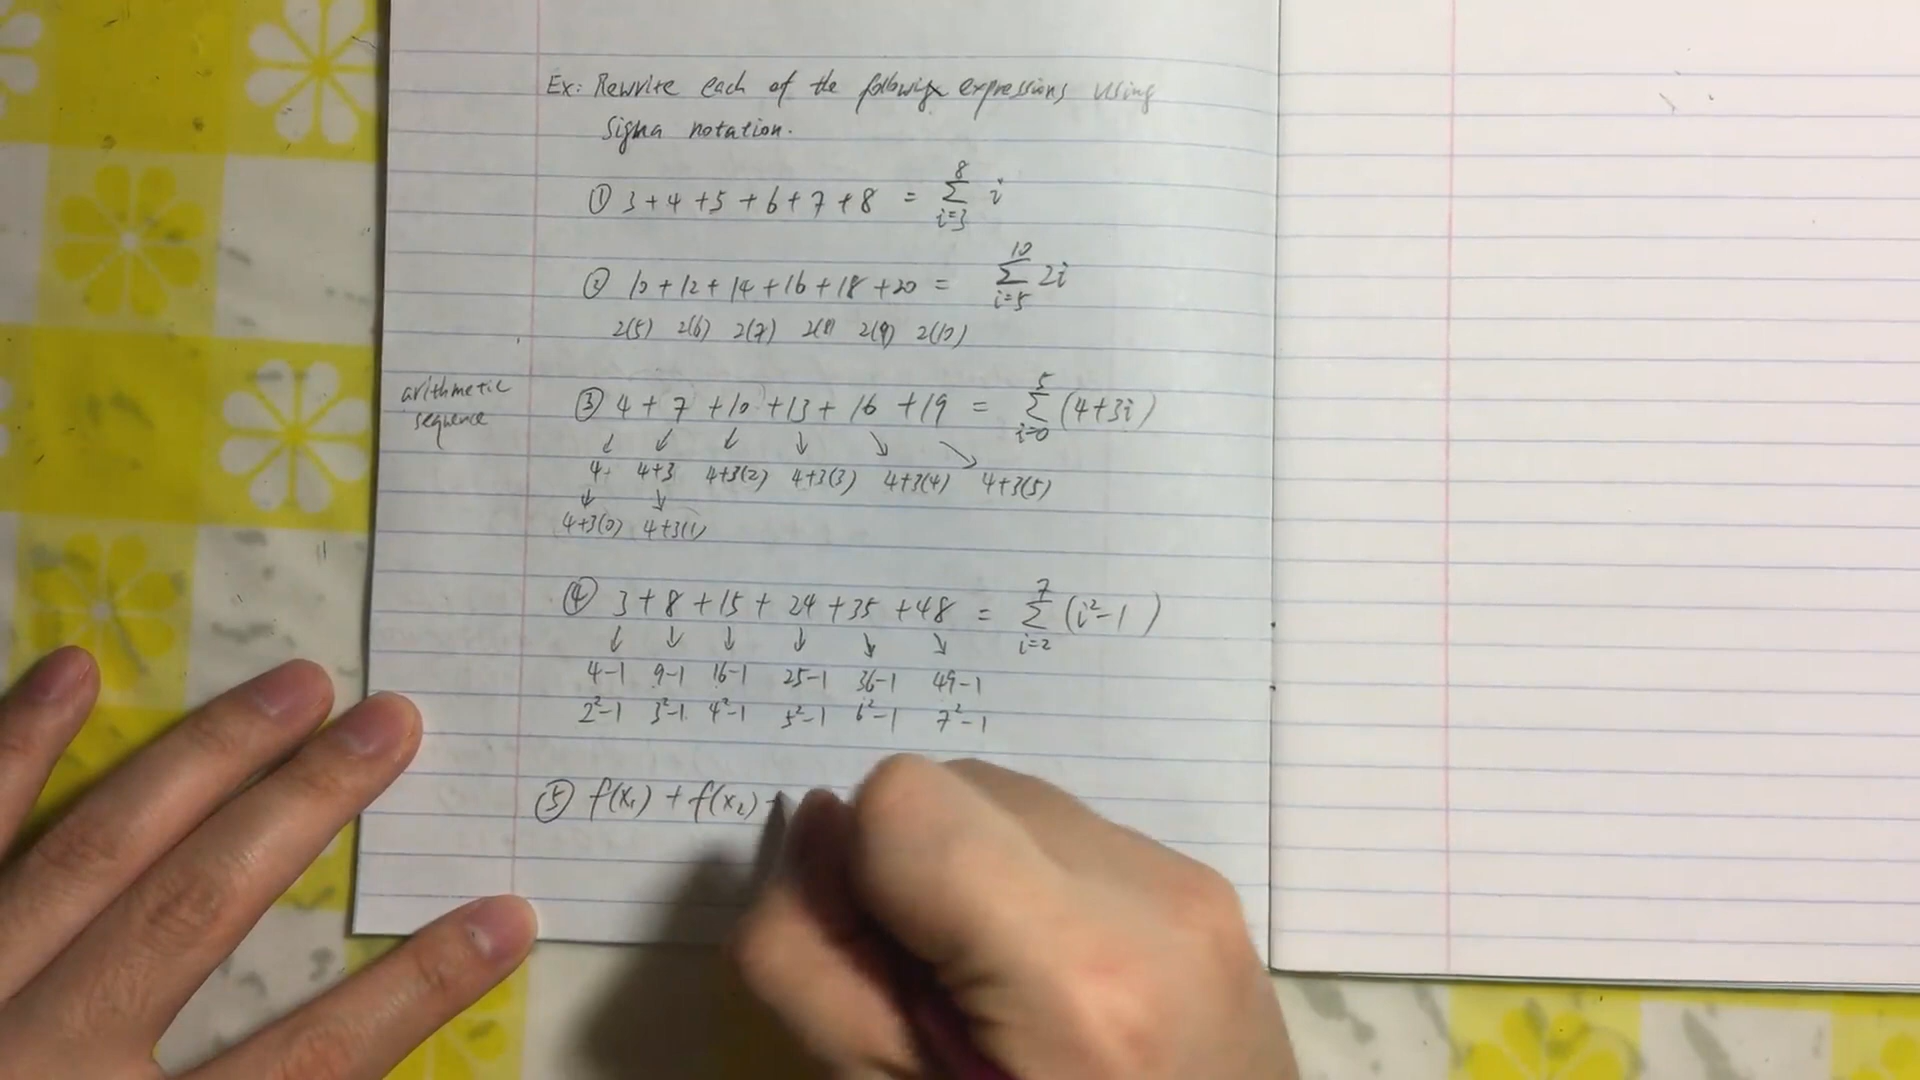 Ex: Rewrite each of the following expressions using
Sigma notation.
① 3+4+5+6+7+8 = \sum_{i=3}^{8} i
② 10+12+14+16+18+20 = \sum_{i=5}^{10} 2i
2(5) 2(6) 2(7) 2(8) 2(9) 2(10)
arithmetic
sequence
③ 4+7+10+13+16+19 = \sum_{i=0}^{5} (4+3i)
↓ ↓ ↓ ↓ ↘ ↘
4 4+3 4+3(2) 4+3(3) 4+3(4) 4+3(5)
↓ ↓
4+3(0) 4+3(1)
④ 3+8+15+24+35+48 = \sum_{i=2}^{7} (i²-1)
↓ ↓ ↓ ↓ ↘ ↘
4-1 9-1 16-1 25-1 36-1 49-1
2²-1 3²-1 4²-1 5²-1 6²-1 7²-1
⑤ f(x₁) + f(x₂) -